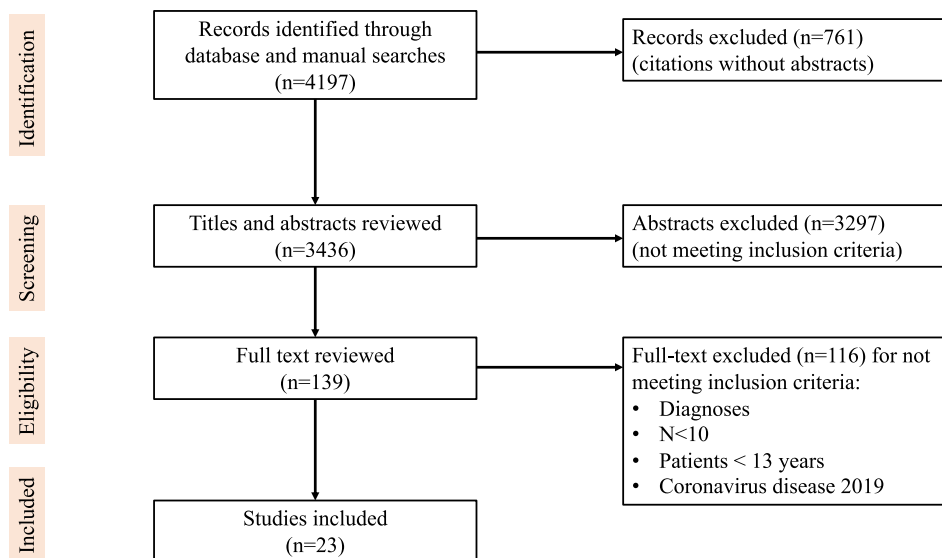 Identification
Records identified through
database and manual searches
(n=4197)
Records excluded (n=761)
(citations without abstracts)
Screening
Titles and abstracts reviewed
(n=3436)
Abstracts excluded (n=3297)
(not meeting inclusion criteria)
Eligibility
Full text reviewed
(n=139)
Full-text excluded (n=116) for not
meeting inclusion criteria:
• Diagnoses
• N<10
• Patients < 13 years
• Coronavirus disease 2019
Included
Studies included
(n=23)